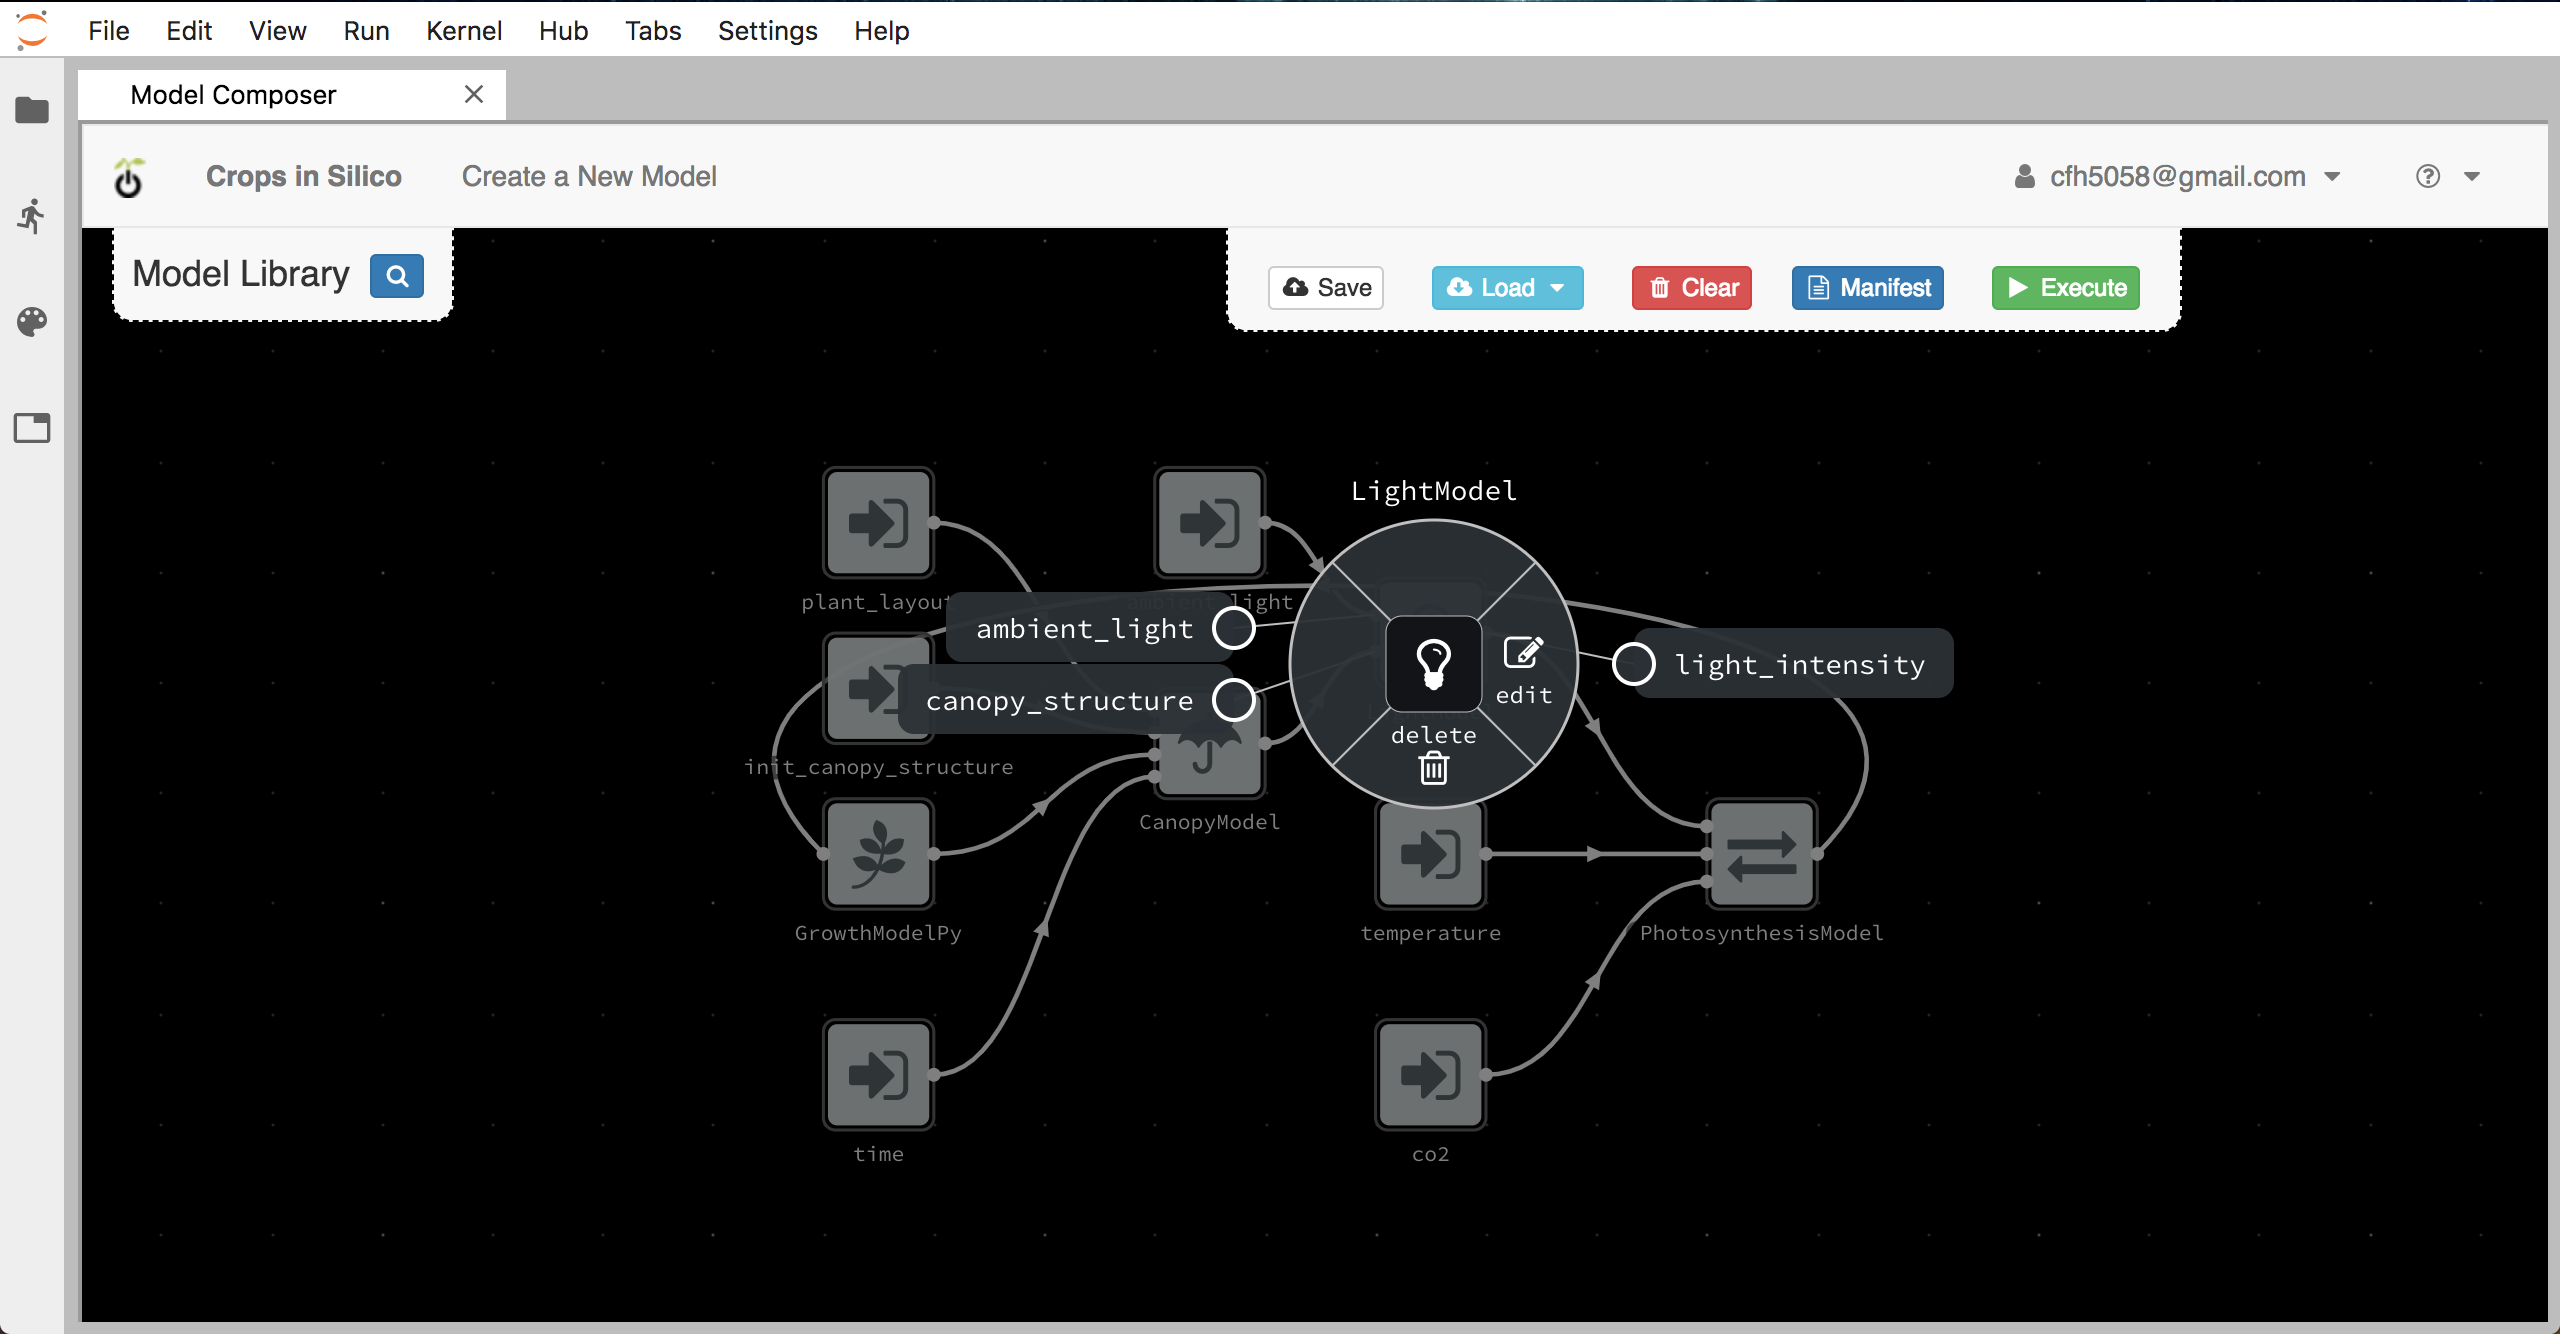 File Edit View Run Kernel Hub Tabs Settings Help
Model Composer
Crops in Silico Create a New Model cfh5058@gmail.com
Model Library
Save Load Clear Manifest Execute
LightModel
plant_layout
ambient_light
ambient_light
canopy_structure
light_intensity
edit
delete
init_canopy_structure
CanopyModel
GrowthModelPy
temperature
PhotosynthesisModel
time
co2